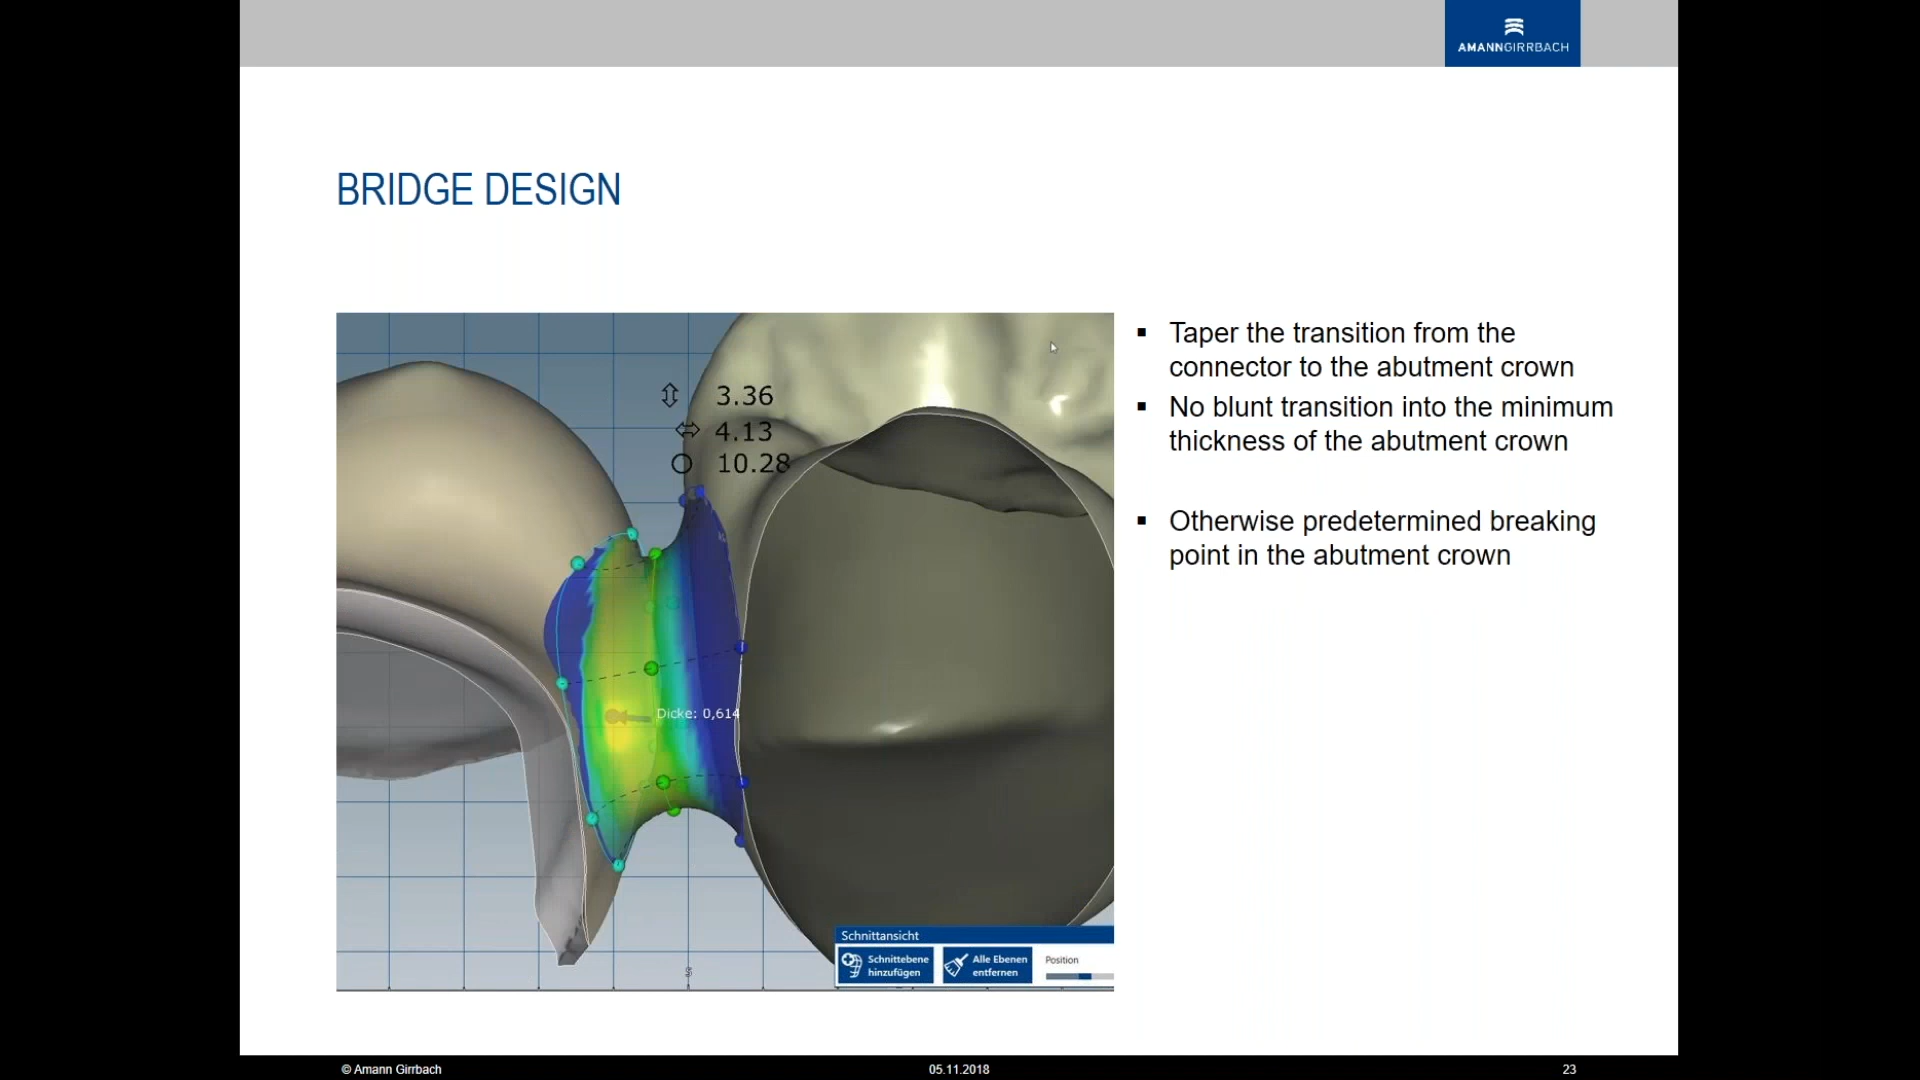 AMANNGIRRBACH
BRIDGE DESIGN
3.36
4.13
10.28
Dicke: 0,614
Schnittansicht
Schnittebene
hinzufügen
Alle Ebenen
entfernen
Position
▪ Taper the transition from the
connector to the abutment crown
▪ No blunt transition into the minimum
thickness of the abutment crown
▪ Otherwise predetermined breaking
point in the abutment crown
© Amann Girrbach
05.11.2018
23